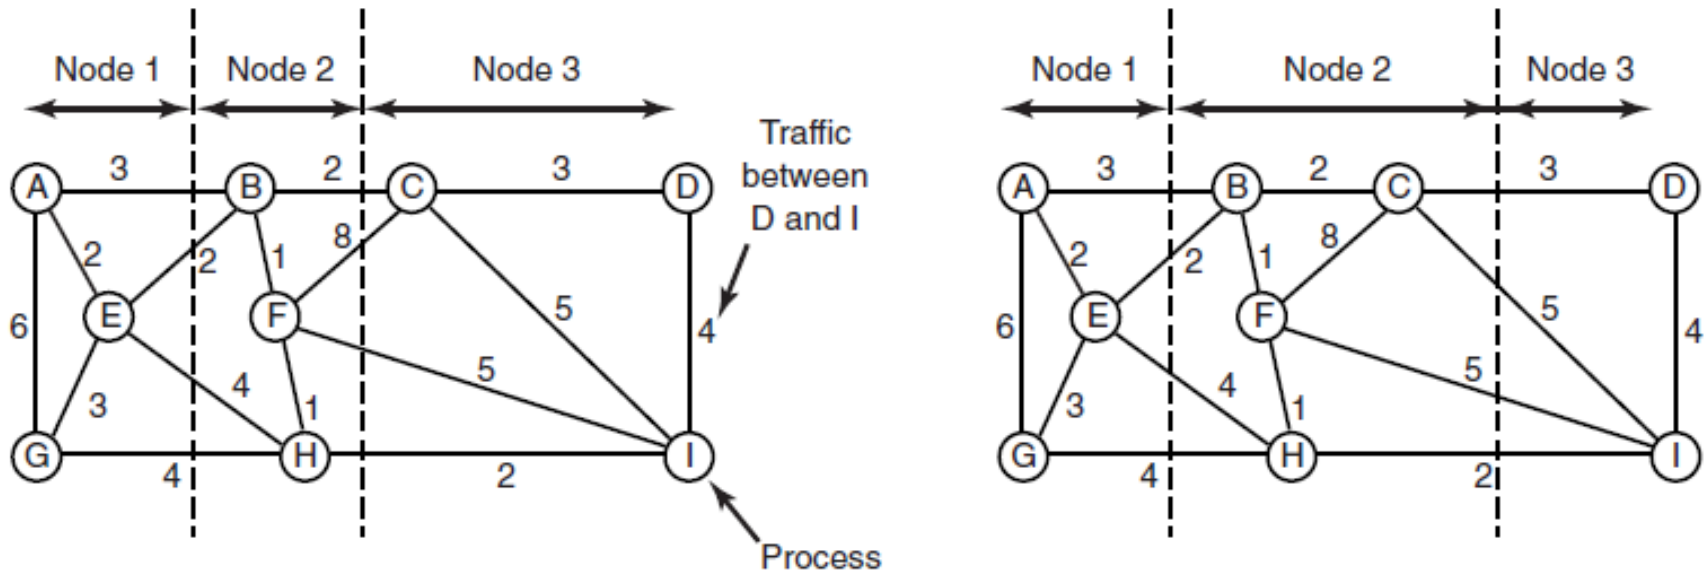 Node 1 Node 2 Node 3
Traffic
between
D and I
A 3 B 2 C 3 D
2 2 1 8
E F 5
6 4
3 4 1 5
G 4 H 2 I
Process
Node 1 Node 2 Node 3
A 3 B 2 C 3 D
2 2 1 8
E F 5
6 4
3 4 1 5
G 4 H 2 I